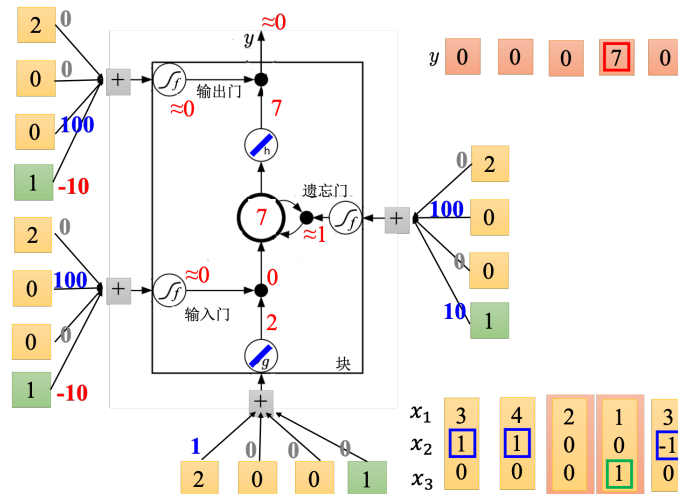 2 0
0 0
0 100
1 -10
+
f
≈0
输出门
y ≈0
7
h
遗忘门
7
≈1
f
+
0 2
100 0
0 0
10 1
2 0
0 100
0 0
1 -10
+
f
≈0
输入门
0
2
g
块
+
1 0 0 0
2 0 0 1
y 0 0 0 7 0
x₁ 3 4 2 1 3
x₂ 1 1 0 0 -1
x₃ 0 0 0 1 0